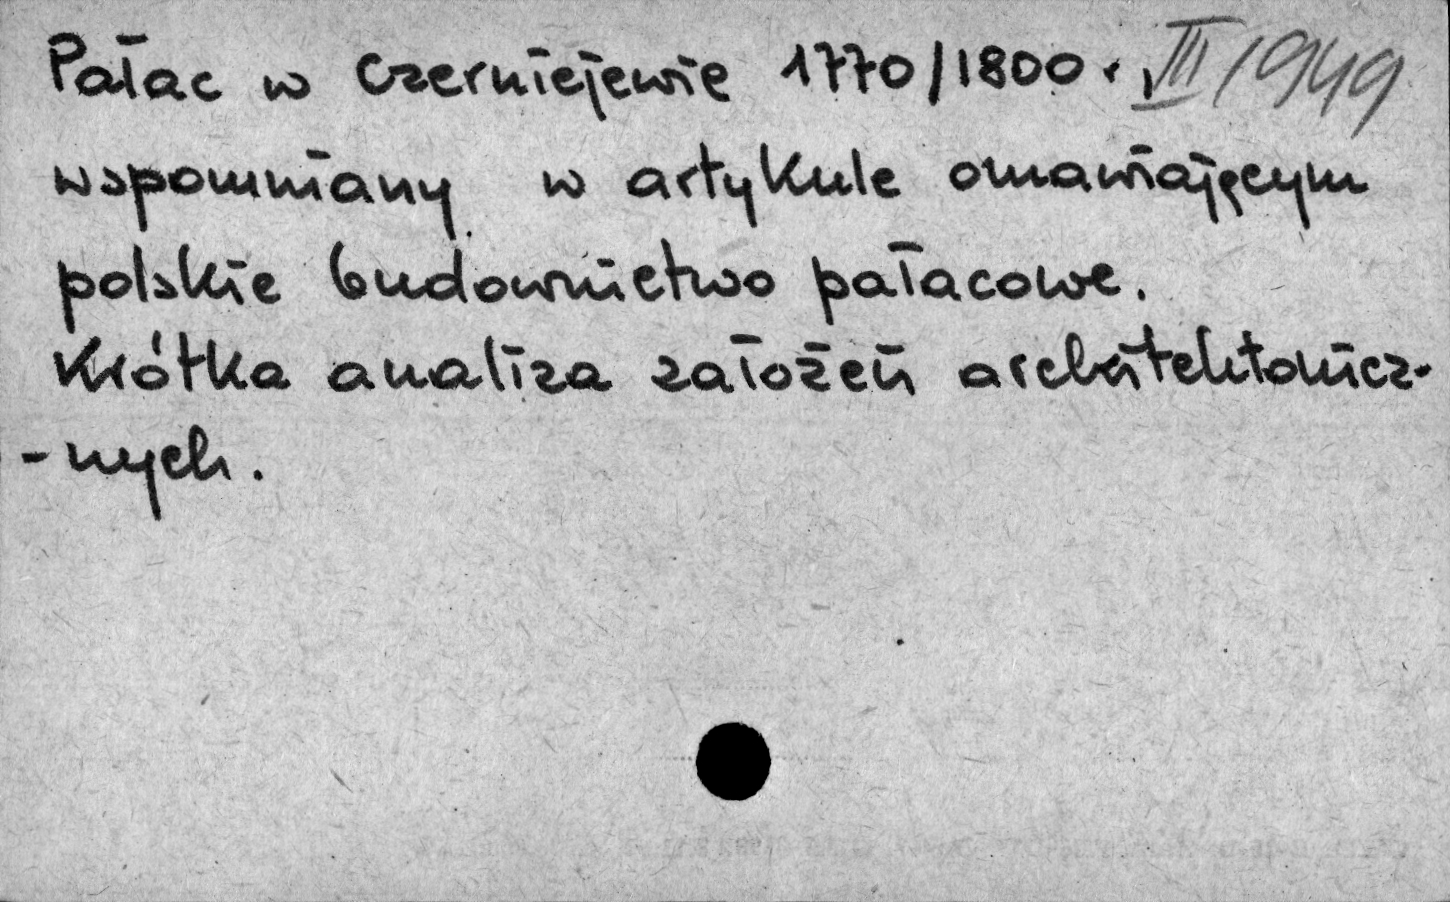 Pałac w Czerniejewie 1770/1800. III/1949
wspomniany w artykule omawiającym
polskie budownictwo pałacowe.
Krótka analiza założeń architektonicz-
-nych.